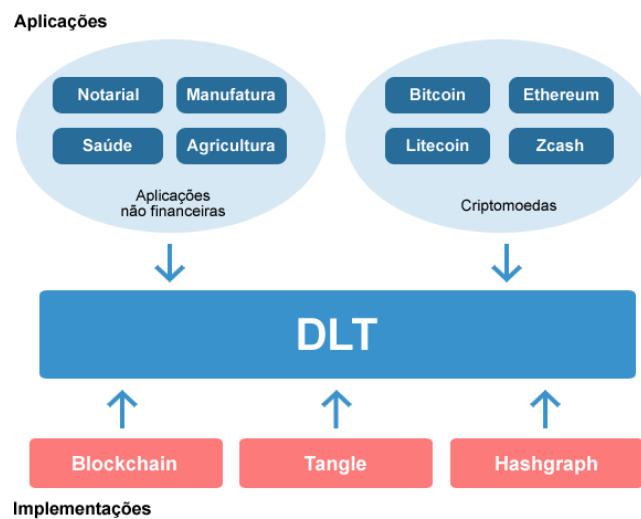 Aplicações
Notarial
Manufatura
Saúde
Agricultura
Aplicações
não financeiras
Bitcoin
Ethereum
Litecoin
Zcash
Criptomoedas
DLT
Blockchain
Tangle
Hashgraph
Implementações